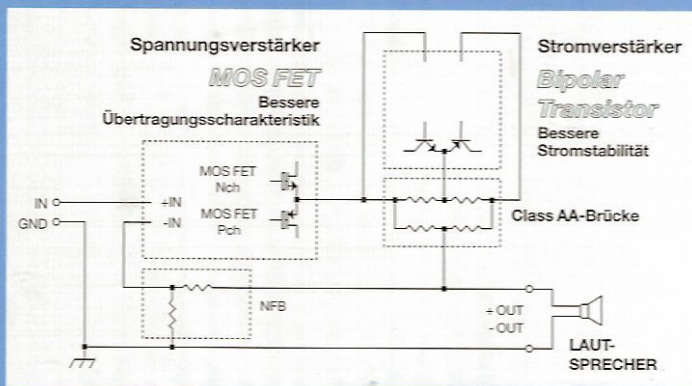 Spannungsverstärker
MOS FET
Bessere
Übertragungsscharakteristik
Stromverstärker
Bipolar
Transistor
Bessere
Stromstabilität
MOS FET
Nch
MOS FET
Pch
IN
GND
+IN
-IN
Class AA-Brücke
NFB
+ OUT
- OUT
LAUT-
SPRECHER